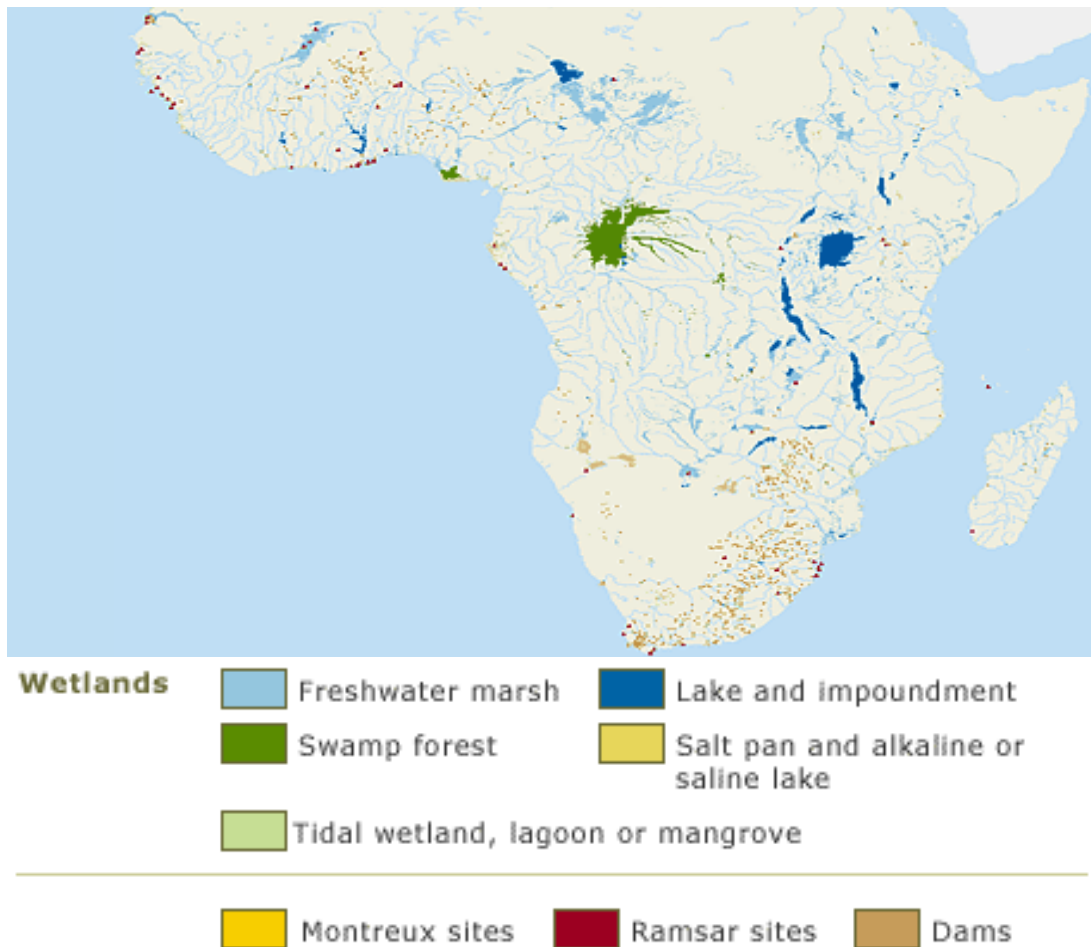 Wetlands
Freshwater marsh
Lake and impoundment
Swamp forest
Salt pan and alkaline or
saline lake
Tidal wetland, lagoon or mangrove
Montreux sites
Ramsar sites
Dams